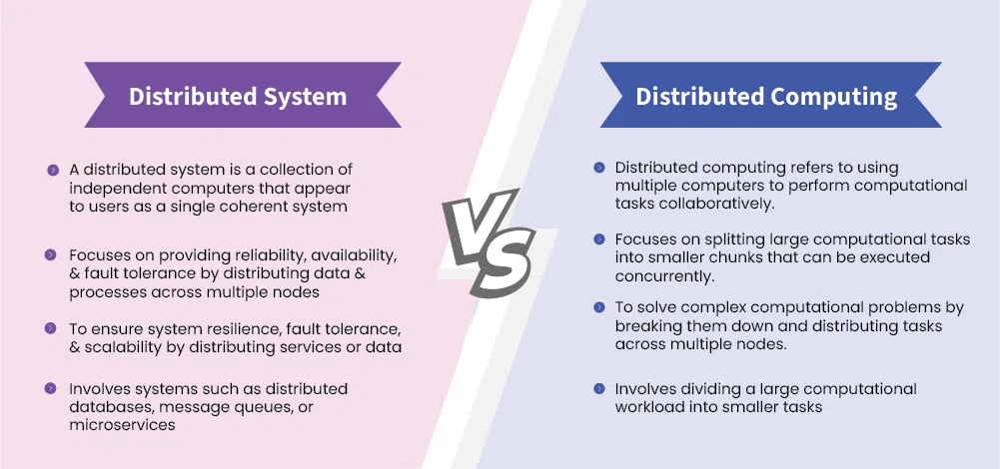 Distributed System
A distributed system is a collection of
independent computers that appear
to users as a single coherent system
Focuses on providing reliability, availability,
& fault tolerance by distributing data &
processes across multiple nodes
To ensure system resilience, fault tolerance,
& scalability by distributing services or data
Involves systems such as distributed
databases, message queues, or
microservices
VS
Distributed Computing
Distributed computing refers to using
multiple computers to perform computational
tasks collaboratively.
Focuses on splitting large computational tasks
into smaller chunks that can be executed
concurrently.
To solve complex computational problems by
breaking them down and distributing tasks
across multiple nodes.
Involves dividing a large computational
workload into smaller tasks